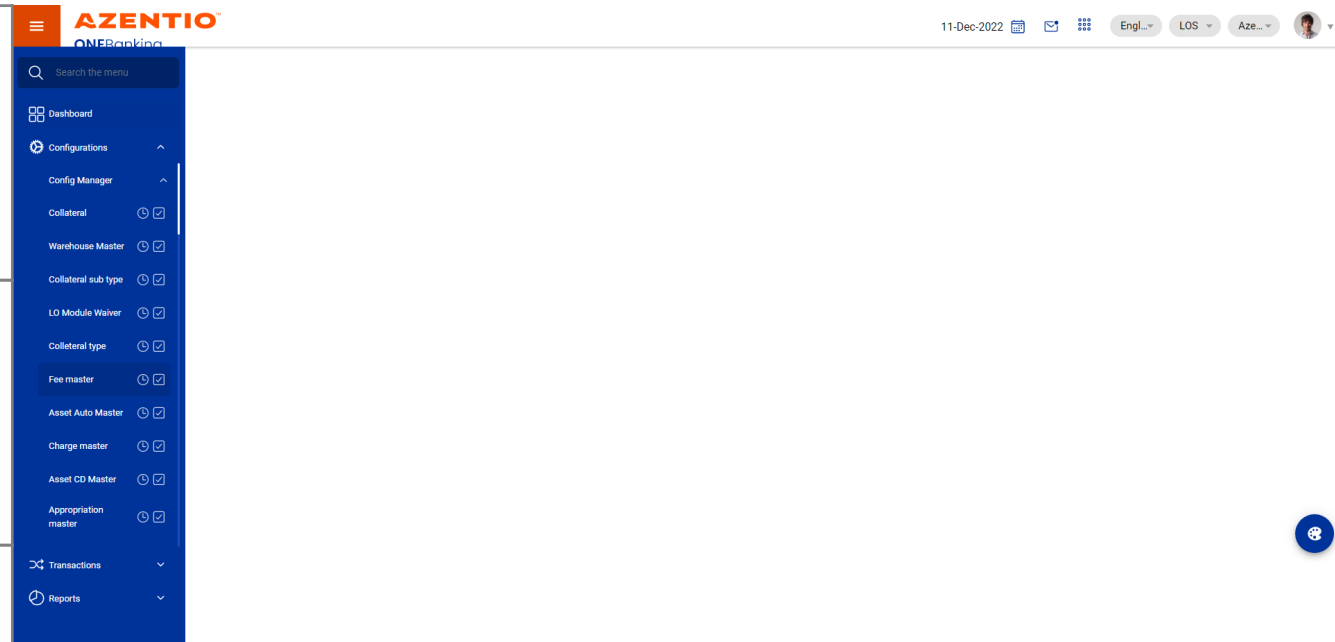 AZENTIO
ONEBanking
11-Dec-2022
Engl...
LOS
Aze...
Search the menu
Dashboard
Configurations
Config Manager
Collateral
Warehouse Master
Collateral sub type
LO Module Waiver
Colleteral type
Fee master
Asset Auto Master
Charge master
Asset CD Master
Appropriation
master
Transactions
Reports